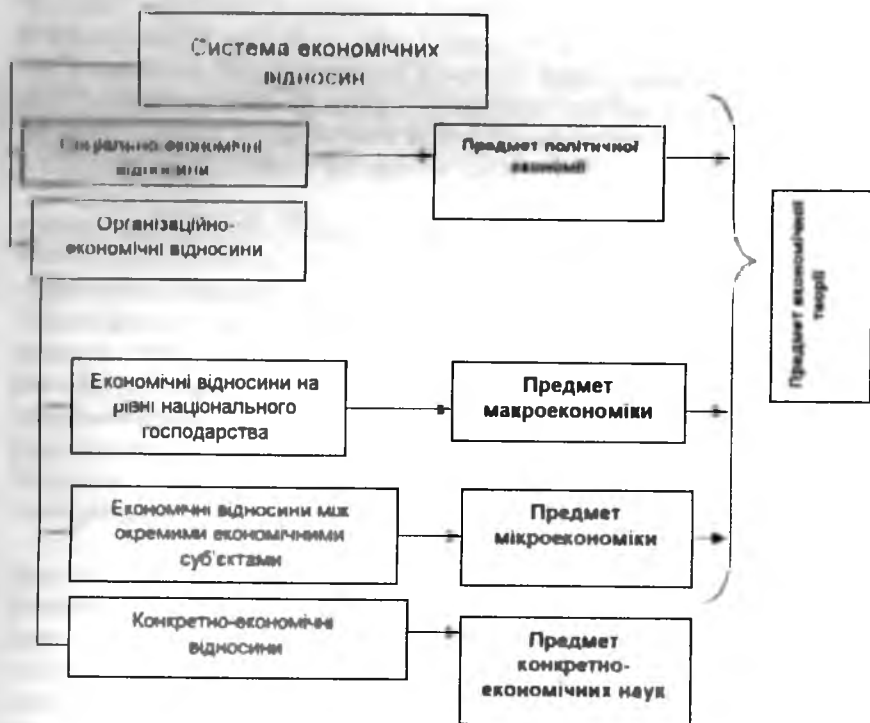 Система економічних
відносин
Соціально-економічні
відносини
Предмет політичної
економії
Організаційно-
економічні відносини
Предмет економічної
теорії
Економічні відносини на
рівні національного
господарства
Предмет
макроекономіки
Економічні відносини між
окремими економічними
суб'єктами
Предмет
мікроекономіки
Конкретно-економічні
відносини
Предмет
конкретно-
економічних наук